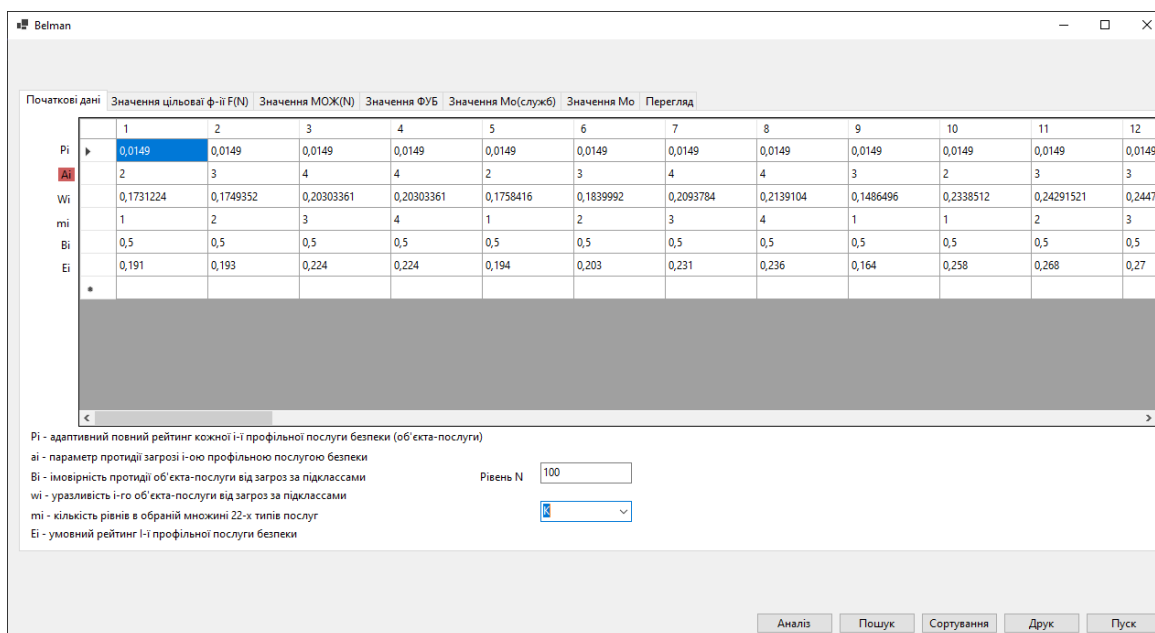 Belman
Початкові дані Значення цільоваї ф-ії F(N) Значення МОЖ(N) Значення ФУБ Значення Мо(служб) Значення Мо Перегляд
1 2 3 4 5 6 7 8 9 10 11 12
Pi 0,0149 0,0149 0,0149 0,0149 0,0149 0,0149 0,0149 0,0149 0,0149 0,0149 0,0149 0,0149
Ai 2 3 4 4 2 3 4 4 3 2 3 3
Wi 0,1731224 0,1749352 0,20303361 0,20303361 0,1758416 0,1839992 0,2093784 0,2139104 0,1486496 0,2338512 0,24291521 0,2447
mi 1 2 3 4 1 2 3 4 1 1 2 3
Bi 0,5 0,5 0,5 0,5 0,5 0,5 0,5 0,5 0,5 0,5 0,5 0,5
Ei 0,191 0,193 0,224 0,224 0,194 0,203 0,231 0,236 0,164 0,258 0,268 0,27
Pi - адаптивний повний рейтинг кожної і-ї профільної послуги безпеки (об'єкта-послуги)
ai - параметр протидії загрозі і-ою профільною послугою безпеки
Bi - імовірність протидії об'єкта-послуги від загроз за підклассами Рівень N 100
wi - уразливість і-го об'єкта-послуги від загроз за підклассами
mi - кількість рівнів в обраній множині 22-х типів послуг К
Ei - умовний рейтинг І-ї профільної послуги безпеки
Аналіз Пошук Сортування Друк Пуск